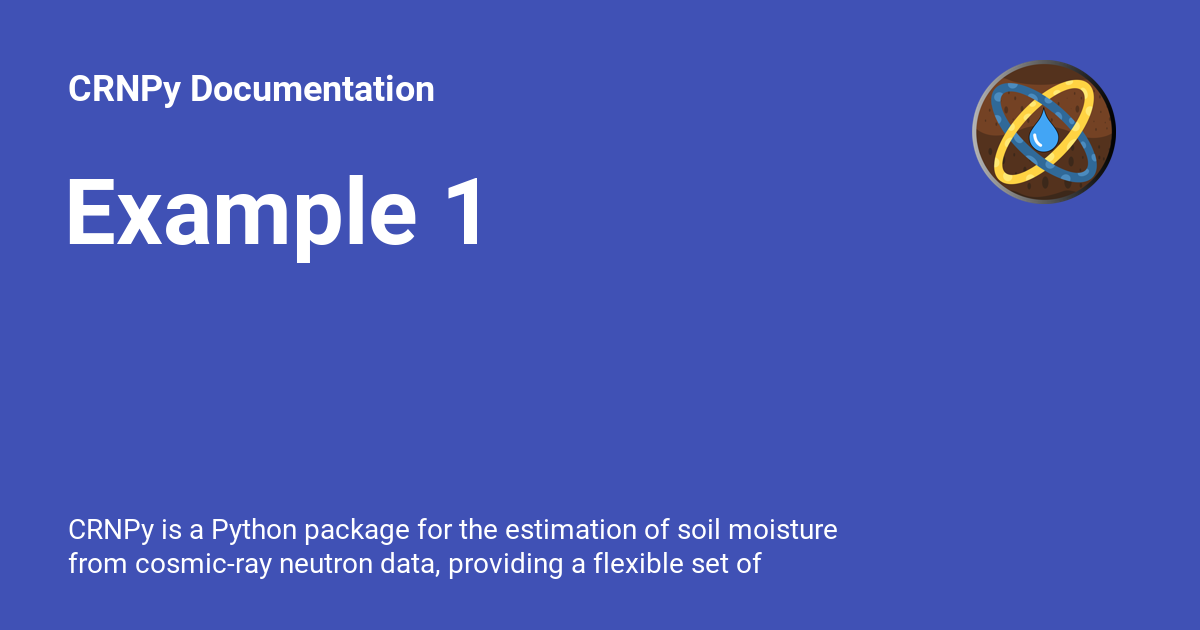 CRNPy Documentation
Example 1
CRNPy is a Python package for the estimation of soil moisture
from cosmic-ray neutron data, providing a flexible set of